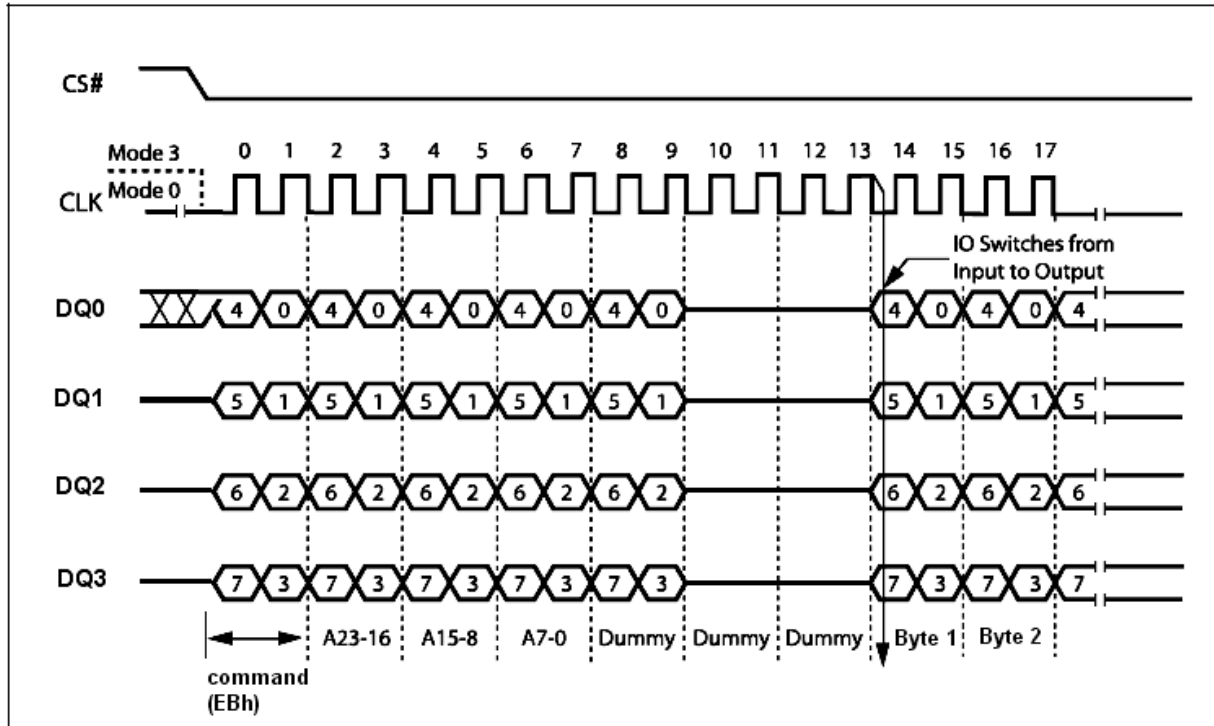 CS#
Mode 3
0 1 2 3 4 5 6 7 8 9 10 11 12 13 14 15 16 17
CLK Mode 0
IO Switches from
Input to Output
DQ0 4 0 4 0 4 0 4 0 4 0 4 0 4 0 4
DQ1 5 1 5 1 5 1 5 1 5 1 5 1 5 1 5
DQ2 6 2 6 2 6 2 6 2 6 2 6 2 6 2 6
DQ3 7 3 7 3 7 3 7 3 7 3 7 3 7 3 7
A23-16 A15-8 A7-0 Dummy Dummy Dummy Byte 1 Byte 2
command
(EBh)